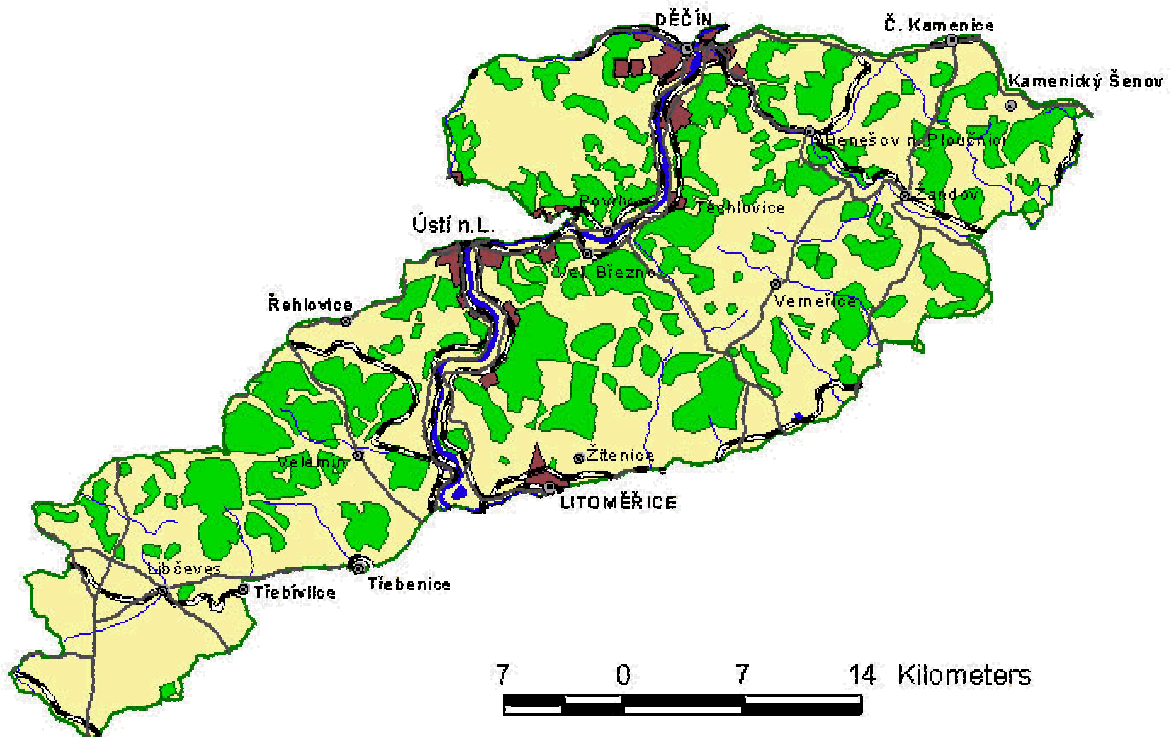 DĚČÍN
Č. Kamenice
Kamenický Šenov
Benešov n. Ploučnicí
Žandov
Těchlovice
Povrly
Ústí n.L.
Vel. Březno
Verneřice
Řehlovice
Velemín
Žitenice
LITOMĚŘICE
Libčeves
Třebívlice
Třebenice
7 0 7 14 Kilometers